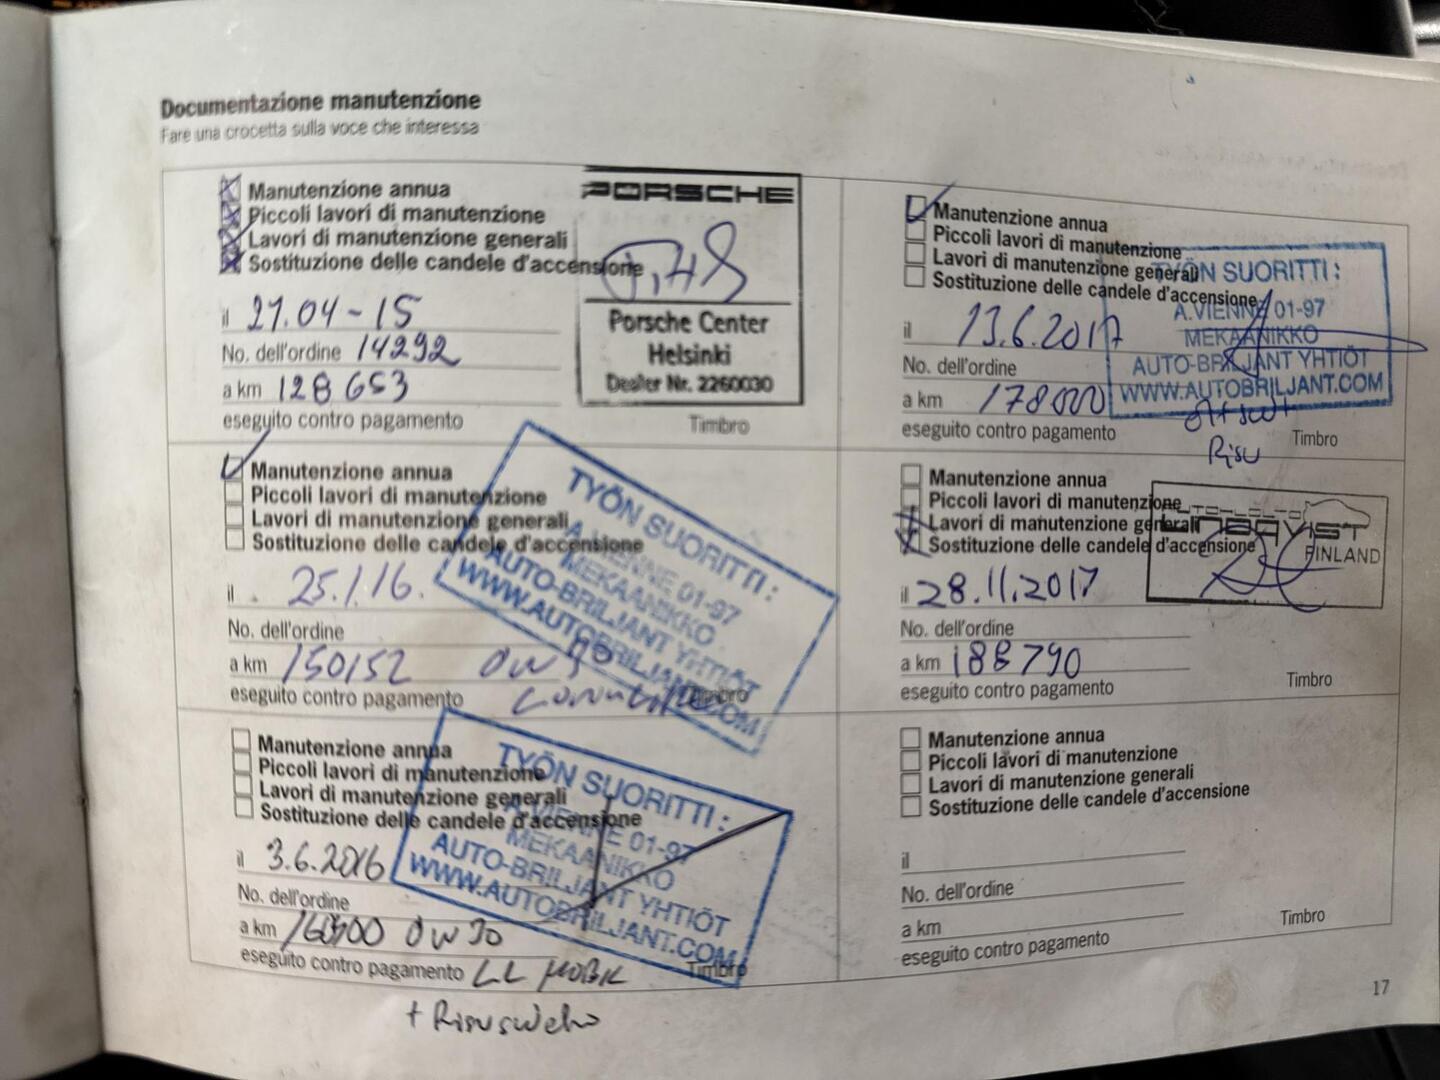 Documentazione manutenzione
Fare una crocetta sulla voce che interessa
Manutenzione annua
Piccoli lavori di manutenzione
Lavori di manutenzione generali
Sostituzione delle candele d'accensione
il 27.04-15
No. dell'ordine 14292
a km 128653
eseguito contro pagamento
Timbro
PORSCHE
Porsche Center
Helsinki
Dealer Nr. 2260030
Manutenzione annua
Piccoli lavori di manutenzione
Lavori di manutenzione generali
Sostituzione delle candele d'accensione
il 25.1.16.
No. dell'ordine
a km 150152 0W30
eseguito contro pagamento
Timbro
TYÖN SUORITTI:
A.VIENNE 01-97
MEKAANIKKO
AUTO-BRILJANT YHTIÖT
WWW.AUTOBRILJANT.COM
Manutenzione annua
Piccoli lavori di manutenzione
Lavori di manutenzione generali
Sostituzione delle candele d'accensione
il 3.6.2016
No. dell'ordine
a km 0W30
eseguito contro pagamento
Timbro
TYÖN SUORITTI:
A.VIENNE 01-97
MEKAANIKKO
AUTO-BRILJANT YHTIÖT
WWW.AUTOBRILJANT.COM
Manutenzione annua
Piccoli lavori di manutenzione
Lavori di manutenzione generali
Sostituzione delle candele d'accensione
il 13.6.2017
No. dell'ordine
a km 178000
eseguito contro pagamento
Timbro
TYÖN SUORITTI:
A.VIENNE 01-97
MEKAANIKKO
AUTO-BRILJANT YHTIÖT
WWW.AUTOBRILJANT.COM
Manutenzione annua
Piccoli lavori di manutenzione
Lavori di manutenzione generali
Sostituzione delle candele d'accensione
il 28.11.2017
No. dell'ordine
a km 188790
eseguito contro pagamento
Timbro
FINLAND
Manutenzione annua
Piccoli lavori di manutenzione
Lavori di manutenzione generali
Sostituzione delle candele d'accensione
il
No. dell'ordine
a km
eseguito contro pagamento
Timbro
17